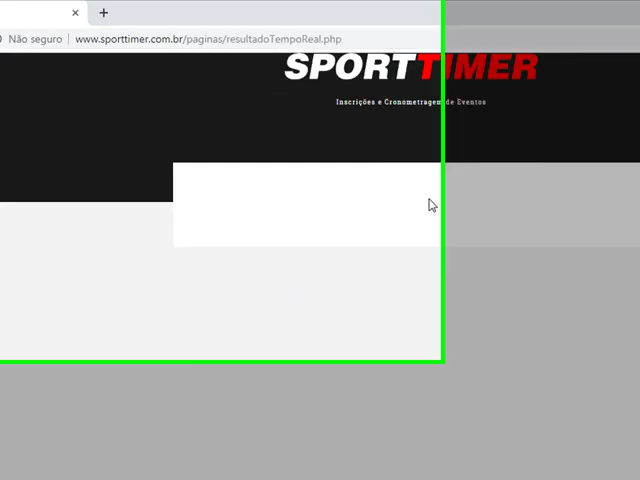 Não seguro www.sporttimer.com.br/paginas/resultadoTempoReal.php
SPORTTIMER
Inscrições e Cronometragem de Eventos